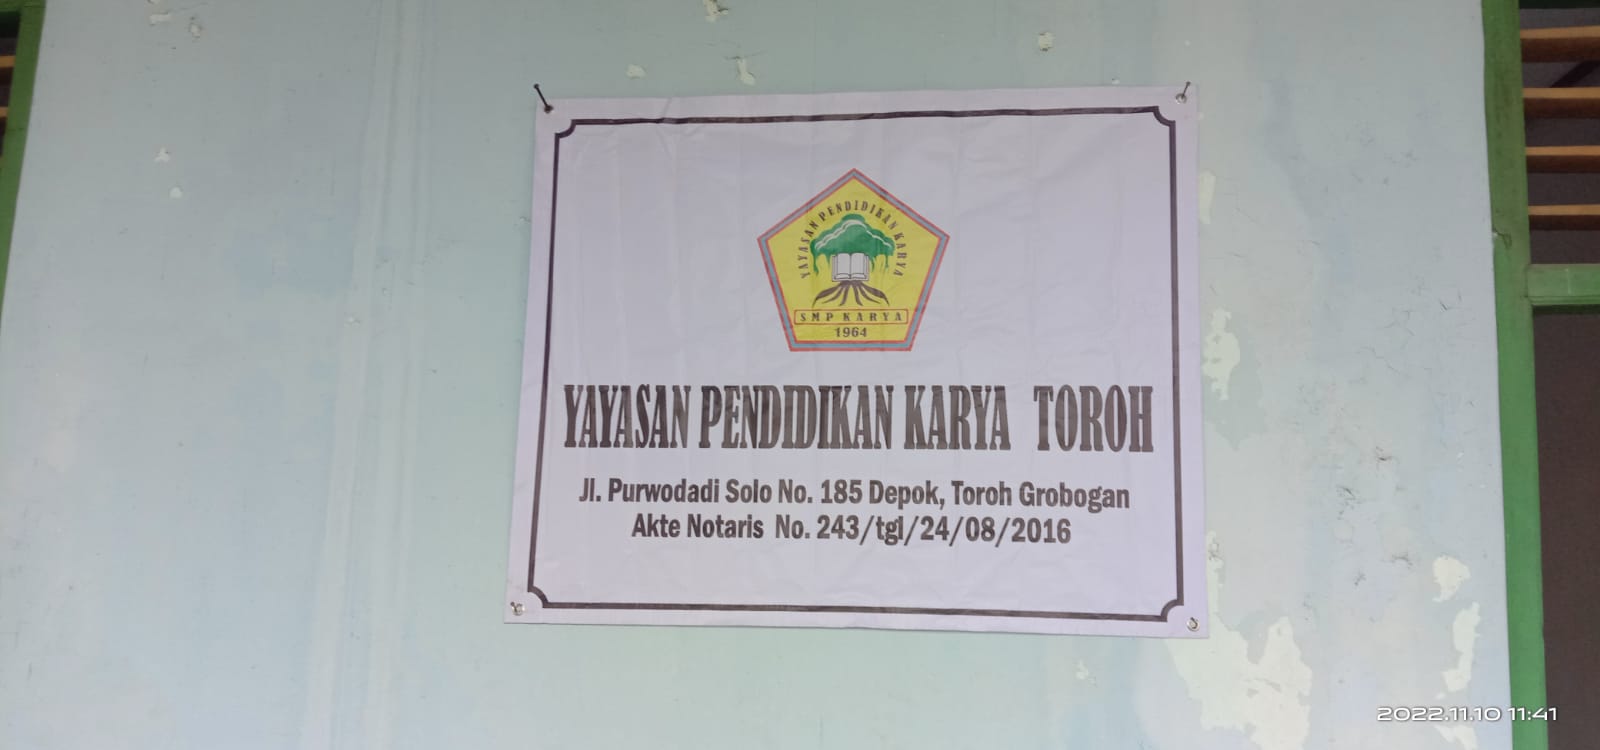 YAYASAN PENDIDIKAN KARYA
SMP KARYA
1964
YAYASAN PENDIDIKAN KARYA TOROH
Jl. Purwodadi Solo No. 185 Depok, Toroh Grobogan
Akte Notaris No. 243/tgl/24/08/2016
2022.11.10 11:41